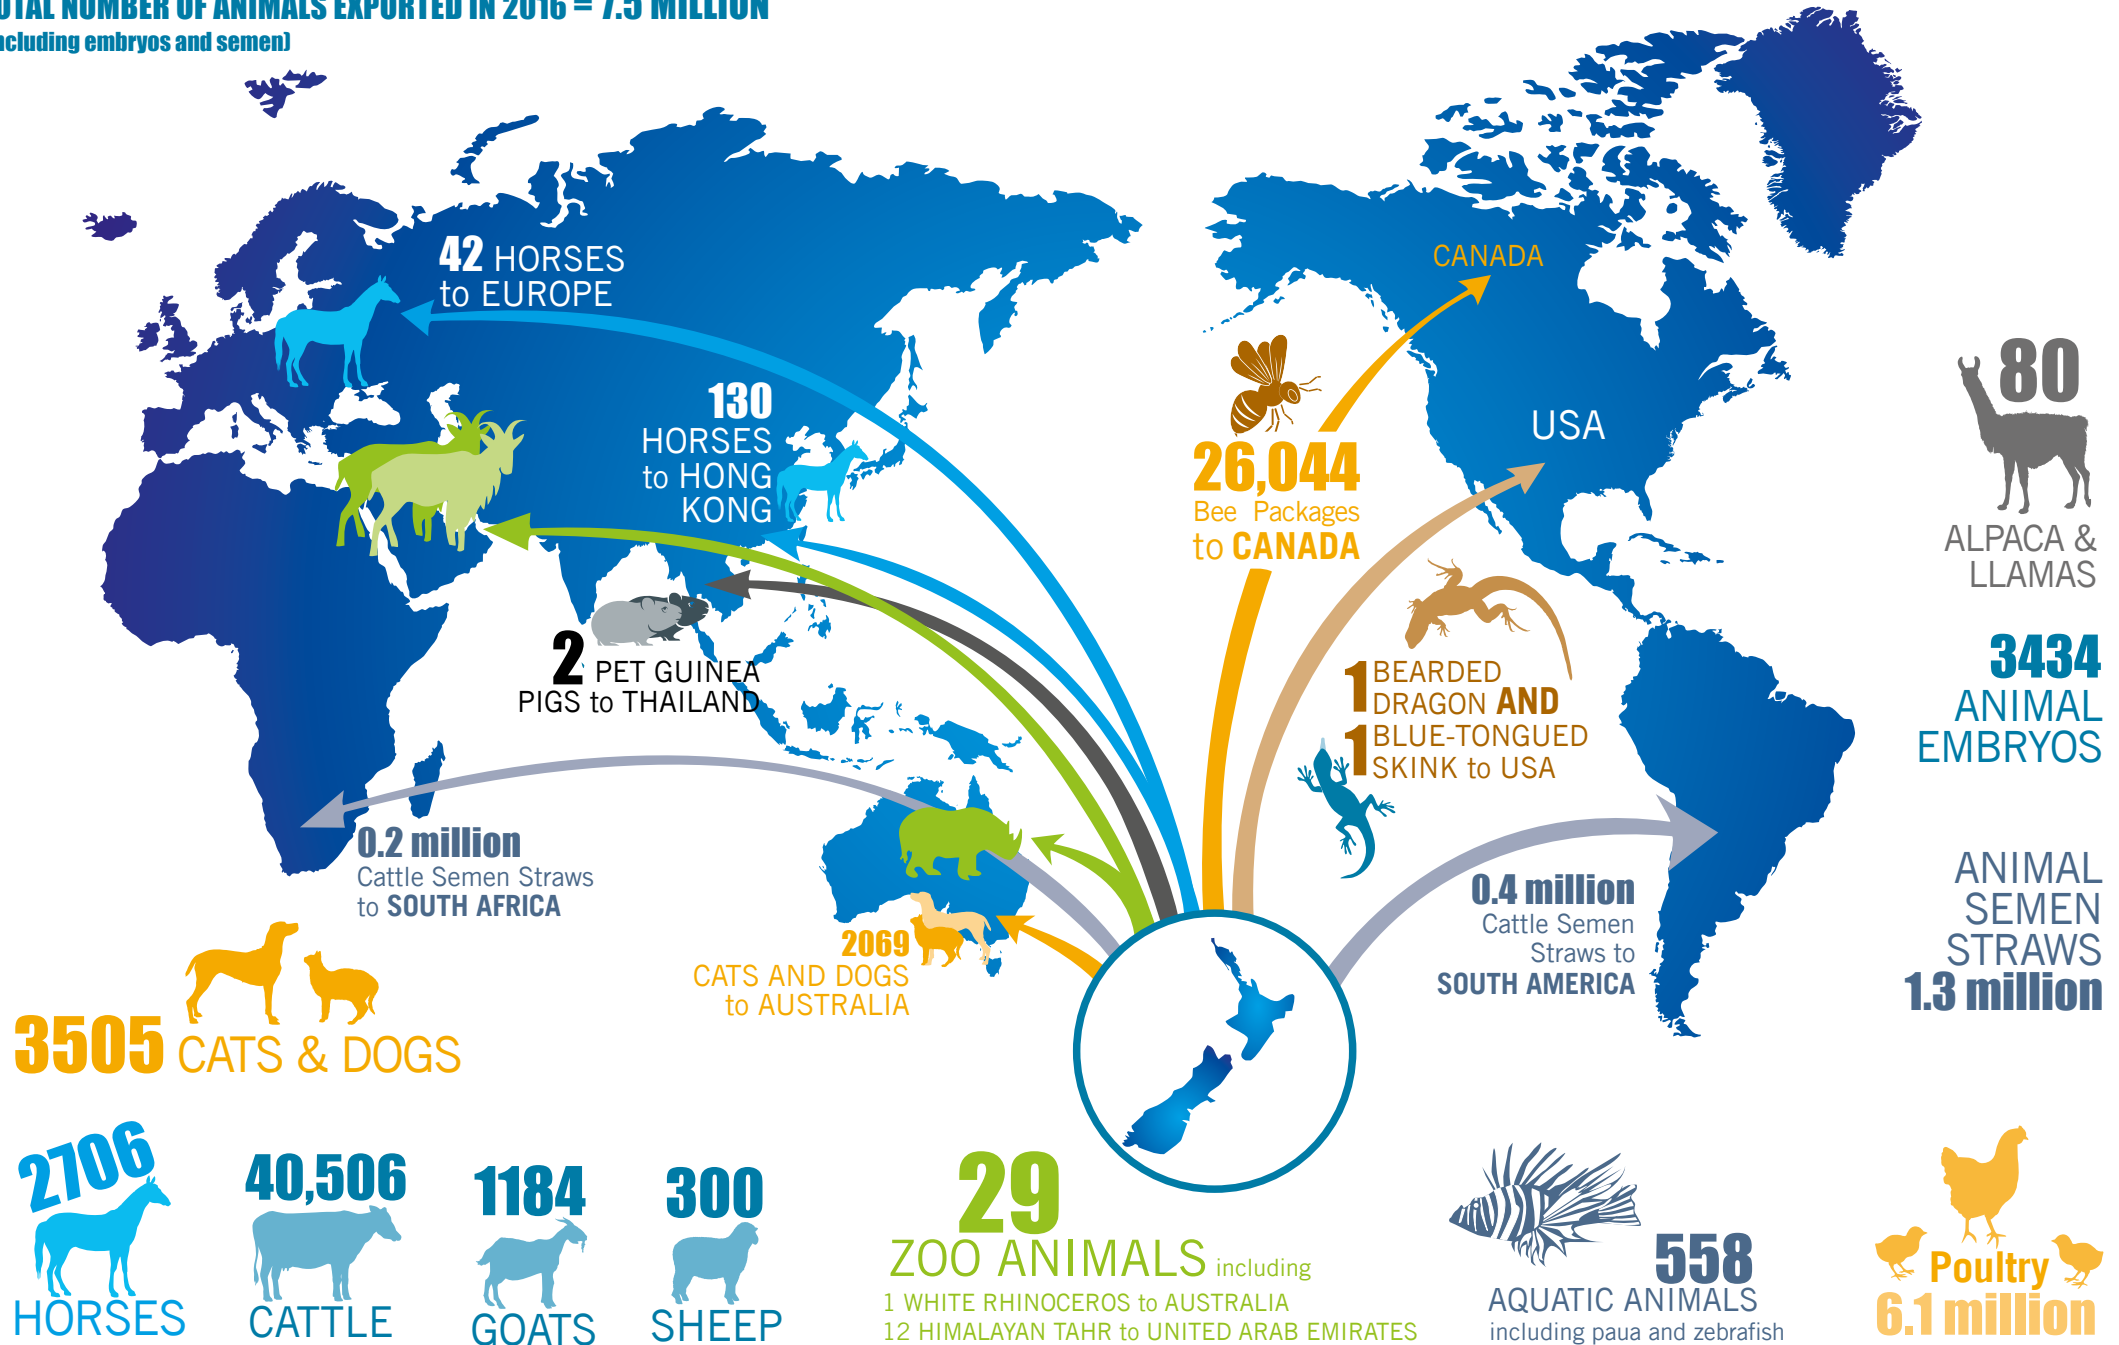 TOTAL NUMBER OF ANIMALS EXPORTED IN 2016 = 7.5 MILLION
including embryos and semen)
42 HORSES
to EUROPE
130
HORSES
to HONG
KONG
2 PET GUINEA
PIGS to THAILAND
0.2 million
Cattle Semen Straws
to SOUTH AFRICA
2069
CATS AND DOGS
to AUSTRALIA
CANADA
26,044
Bee Packages
to CANADA
USA
1 BEARDED
DRAGON AND
1 BLUE-TONGUED
SKINK to USA
0.4 million
Cattle Semen
Straws to
SOUTH AMERICA
80
ALPACA &
LLAMAS
3434
ANIMAL
EMBRYOS
ANIMAL
SEMEN
STRAWS
1.3 million
3505 CATS & DOGS
2706
HORSES
40,506
CATTLE
1184
GOATS
300
SHEEP
29
ZOO ANIMALS including
1 WHITE RHINOCEROS to AUSTRALIA
12 HIMALAYAN TAHR to UNITED ARAB EMIRATES
558
AQUATIC ANIMALS
including paua and zebrafish
Poultry
6.1 million